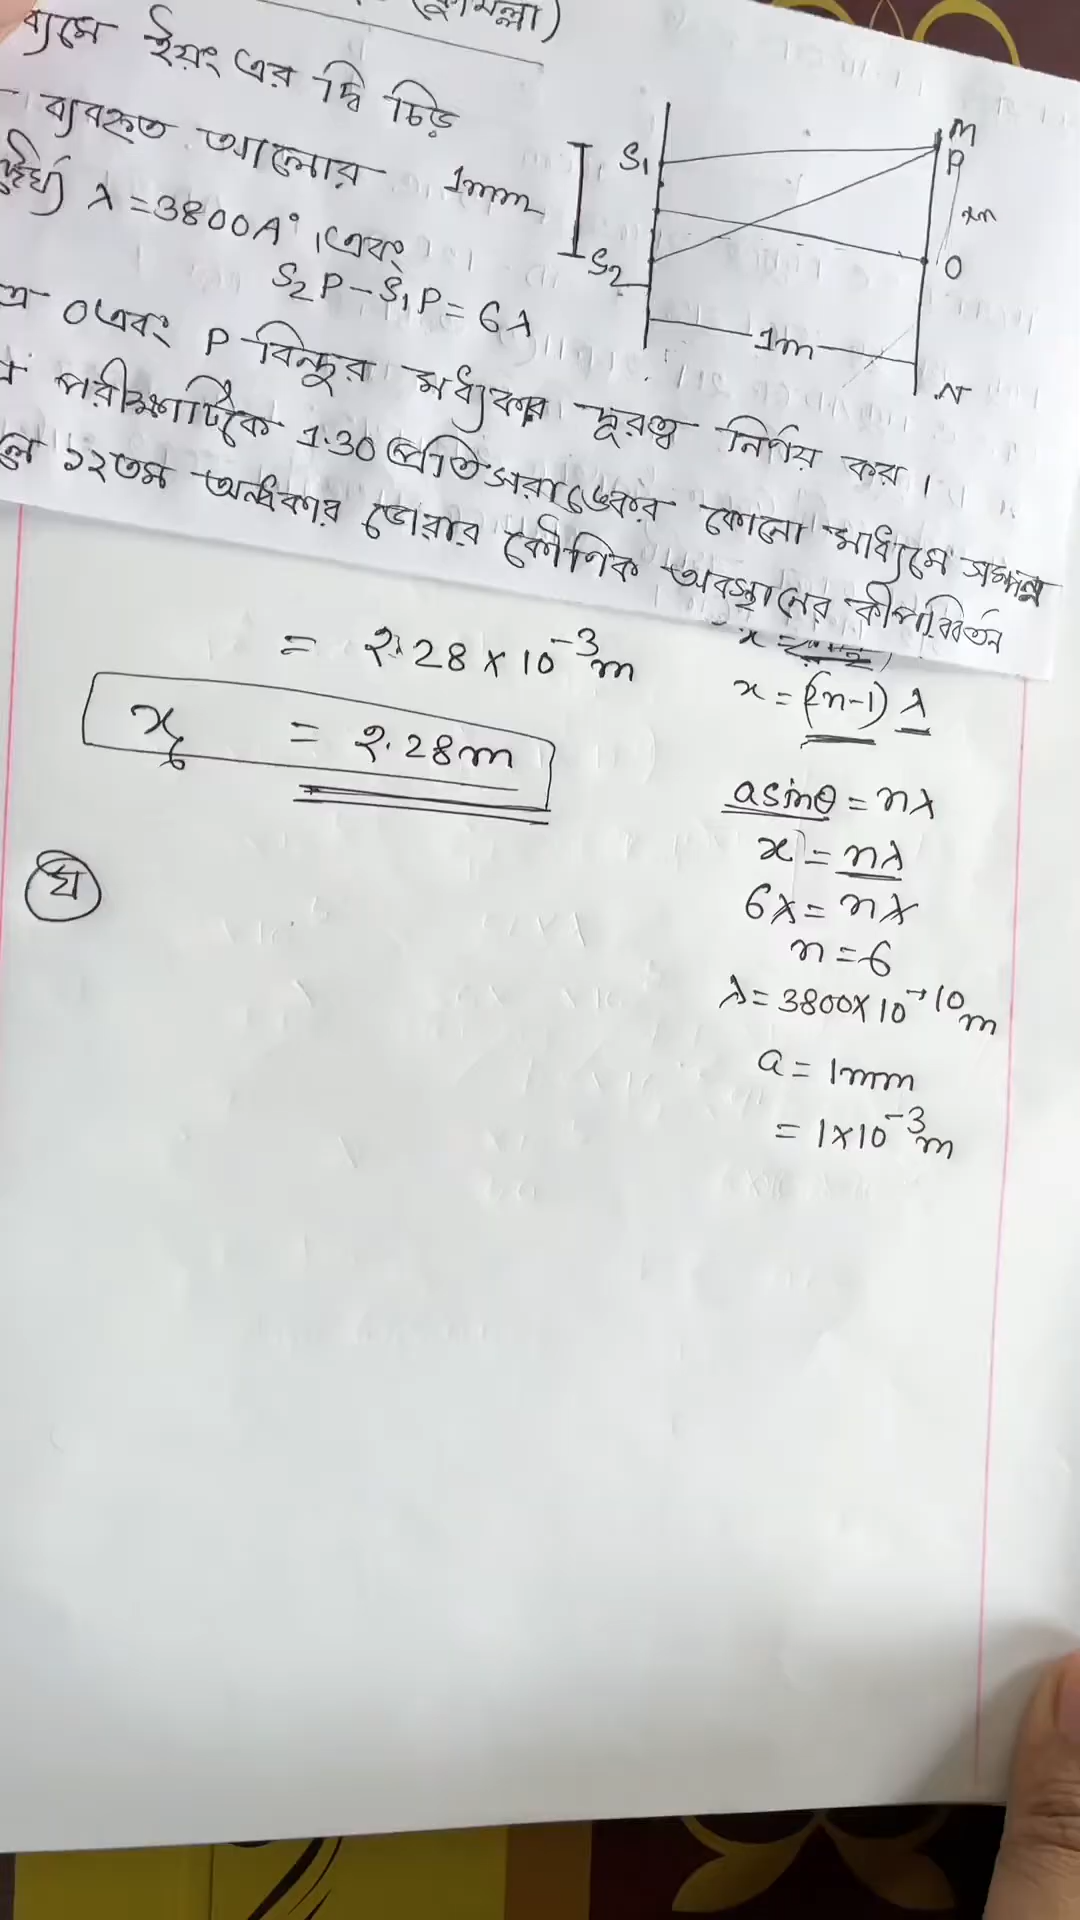 (কুমিল্লা)
ব্যমে ইয়ং এর দ্বি চিড়
ব্যবহৃত আলোর
λ = 3800A° । এবং
S₂P - S₁P = 6λ
1mm
S₁
S₂
M
P
xn
O
1m
N
O এবং P বিন্দুর মধ্যকার দূরত্ব নির্ণয় কর ।
পরীক্ষাটিকে 1.30 প্রতিসরাঙ্কের কোনো মাধ্যমে সম্পন্ন
লে ১২তম অন্ধকার ডোরার কৌণিক অবস্থানের কীপরিবর্তন
= 2.28 × 10⁻³m
x₆ = 2.28m
x = (2n-1) λ
a sinθ = nλ
x = nλ
6λ = nλ
n = 6
λ = 3800×10⁻¹⁰m
a = 1mm
= 1×10⁻³m
ঘ